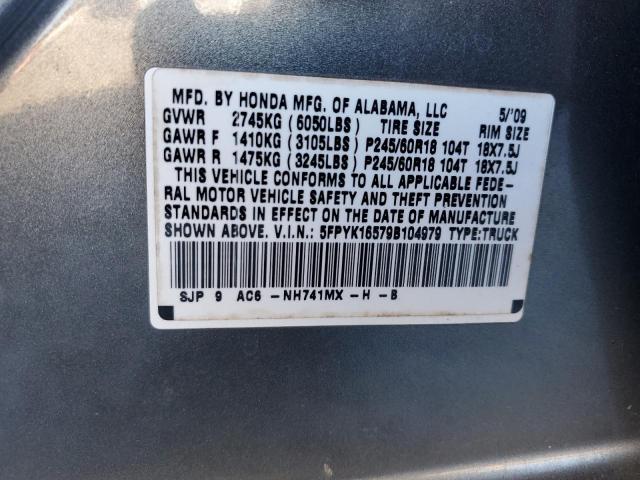 MFD. BY HONDA MFG. OF ALABAMA, LLC 5/'09
GVWR 2745KG (6050LBS) TIRE SIZE RIM SIZE
GAWR F 1410KG (3105LBS) P245/60R18 104T 18X7.5J
GAWR R 1475KG (3245LBS) P245/60R18 104T 18X7.5J
THIS VEHICLE CONFORMS TO ALL APPLICABLE FEDE-
RAL MOTOR VEHICLE SAFETY AND THEFT PREVENTION
STANDARDS IN EFFECT ON THE DATE OF MANUFACTURE
SHOWN ABOVE. V.I.N.: 5FPYK16579B104979 TYPE:TRUCK
SJP 9 AC6 -NH741MX -H -B